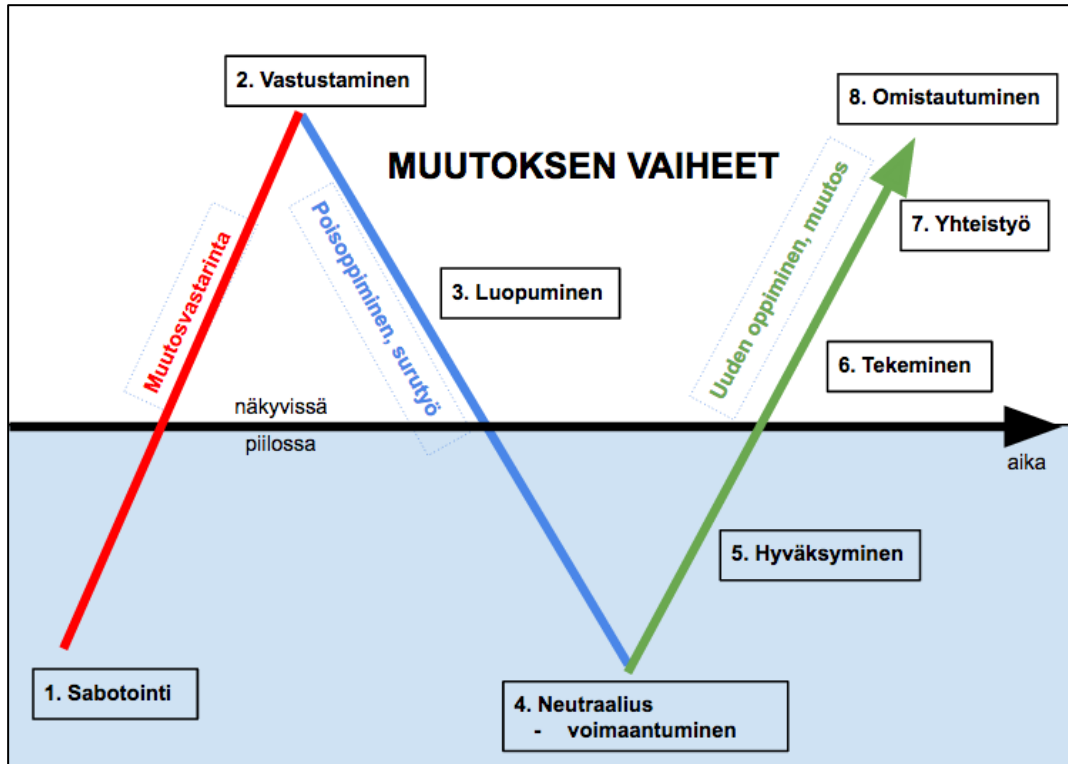 2. Vastustaminen
8. Omistautuminen
MUUTOKSEN VAIHEET
Muutosvastarinta
Poisoppiminen, surutyö
Uuden oppiminen, muutos
7. Yhteistyö
3. Luopuminen
6. Tekeminen
näkyvissä
piilossa
aika
5. Hyväksyminen
1. Sabotointi
4. Neutraalius
- voimaantuminen